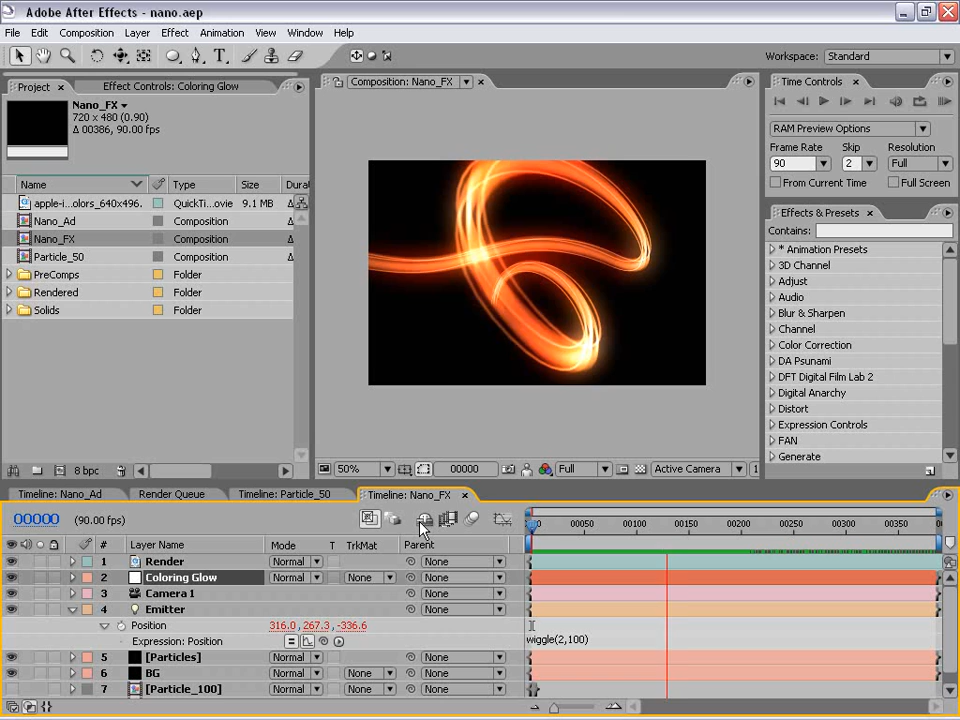 Adobe After Effects - nano.aep
File Edit Composition Layer Effect Animation View Window Help
Workspace: Standard
Project Effect Controls: Coloring Glow
Nano_FX
720 x 480 (0.90)
Δ 00386, 90.00 fps)
Name Type Size Dura
apple-i...olors_640x496. QuickTi...ovie 9.1 MB Δ
Nano_Ad Composition Δ
Nano_FX Composition Δ
Particle_50 Composition Δ
PreComps Folder
Rendered Folder
Solids Folder
8 bpc
Composition: Nano_FX
50% 00000 Full Active Camera 1
Time Controls
RAM Preview Options
Frame Rate Skip Resolution
90 2 Full
From Current Time Full Screen
Effects & Presets
Contains:
* Animation Presets
3D Channel
Adjust
Audio
Blur & Sharpen
Channel
Color Correction
DA Psunami
DFT Digital Film Lab 2
Digital Anarchy
Distort
Expression Controls
FAN
Generate
Timeline: Nano_Ad Render Queue Timeline: Particle_50 Timeline: Nano_FX
00000 (90.00 fps)
00050 00100 00150 00200 00250 00300 00350
# Layer Name Mode T TrkMat Parent
1 Render Normal None
2 Coloring Glow Normal None None
3 Camera 1 None
4 Emitter None
Position 316.0, 267.3, -336.6
Expression: Position = wiggle(2,100)
5 [Particles] Normal None None
6 BG Normal None None
7 [Particle_100] Normal None None